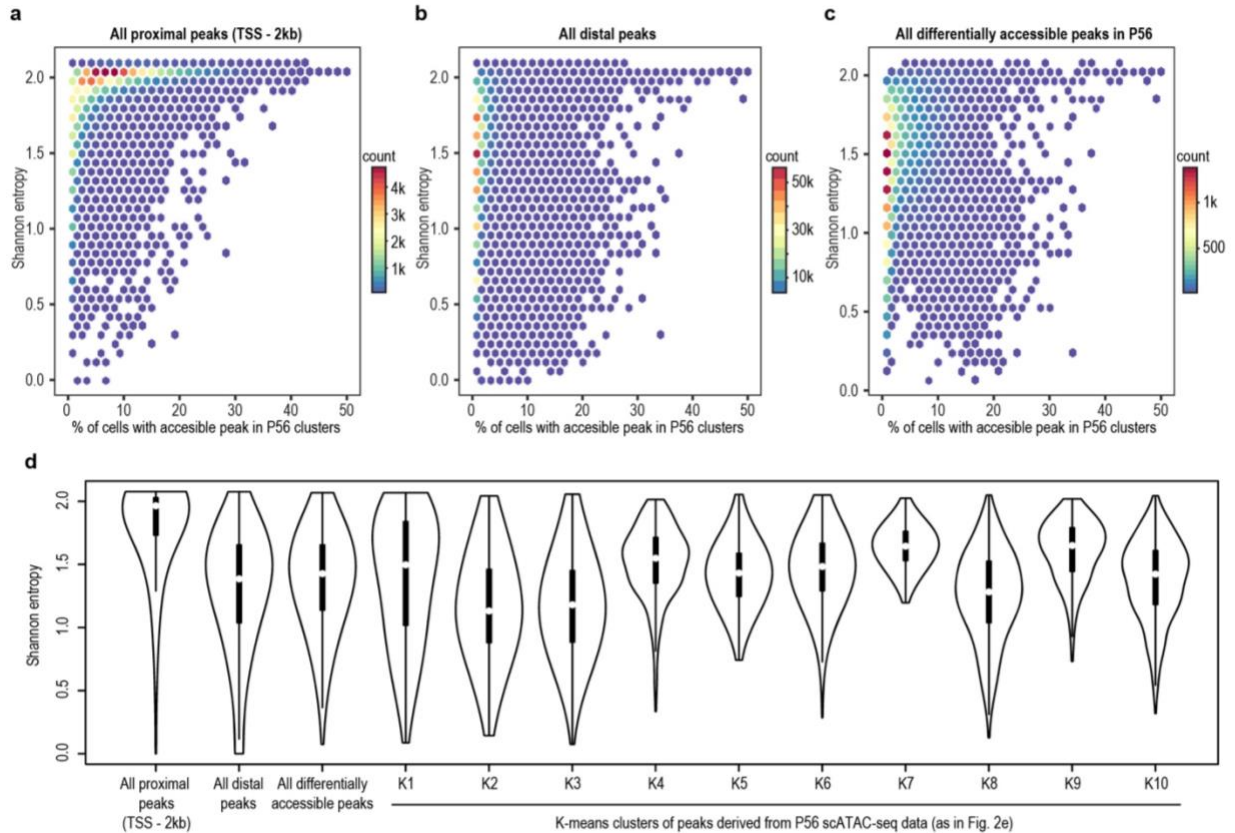 a
All proximal peaks (TSS - 2kb)
Shannon entropy
2.0
1.5
1.0
0.5
0.0
0 10 20 30 40 50
% of cells with accesible peak in P56 clusters
count
4k
3k
2k
1k
b
All distal peaks
Shannon entropy
2.0
1.5
1.0
0.5
0.0
0 10 20 30 40 50
% of cells with accesible peak in P56 clusters
count
50k
30k
10k
c
All differentially accessible peaks in P56
Shannon entropy
2.0
1.5
1.0
0.5
0.0
0 10 20 30 40 50
% of cells with accesible peak in P56 clusters
count
1k
500
d
Shannon entropy
2.0
1.5
1.0
0.5
0.0
All proximal
peaks
(TSS - 2kb)
All distal
peaks
All differentially
accessible peaks
K1 K2 K3 K4 K5 K6 K7 K8 K9 K10
K-means clusters of peaks derived from P56 scATAC-seq data (as in Fig. 2e)